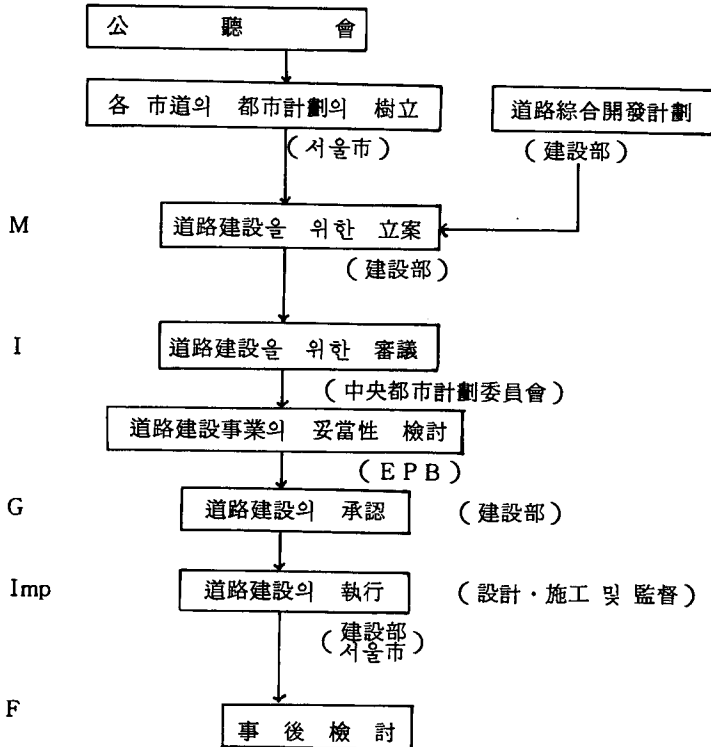 公 聽 會
各 市道의 都市計劃의 樹立
道路綜合開發計劃
(서울市)
(建設部)
M
道路建設을 위한 立案
(建設部)
I
道路建設을 위한 審議
(中央都市計劃委員會)
道路建設事業의 妥當性 檢討
(EPB)
G
道路建設의 承認
(建設部)
Imp
道路建設의 執行
(設計·施工 및 監督)
(建設部
서울市)
F
事 後 檢 討